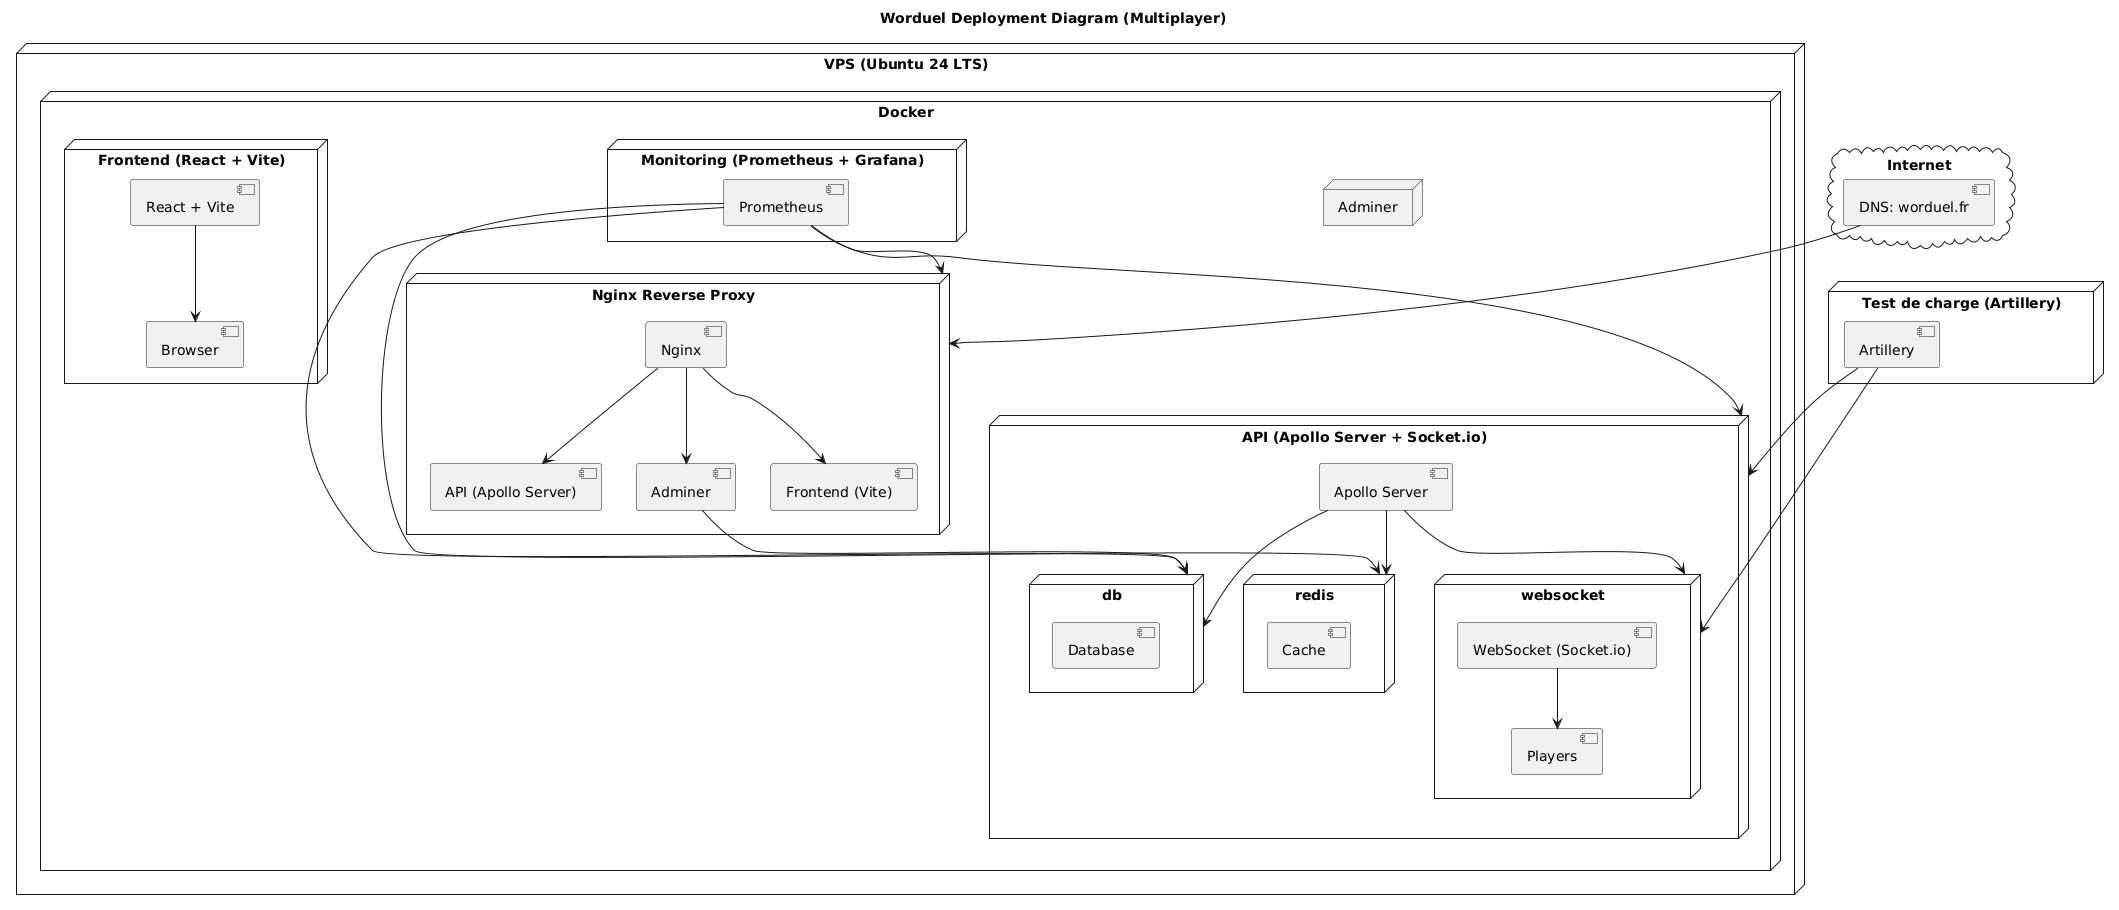 Worduel Deployment Diagram (Multiplayer)
VPS (Ubuntu 24 LTS)
Docker
Frontend (React + Vite)
React + Vite
Browser
Monitoring (Prometheus + Grafana)
Prometheus
Adminer
Internet
DNS: worduel.fr
Nginx Reverse Proxy
Nginx
API (Apollo Server)
Adminer
Frontend (Vite)
Test de charge (Artillery)
Artillery
API (Apollo Server + Socket.io)
Apollo Server
db
Database
redis
Cache
websocket
WebSocket (Socket.io)
Players